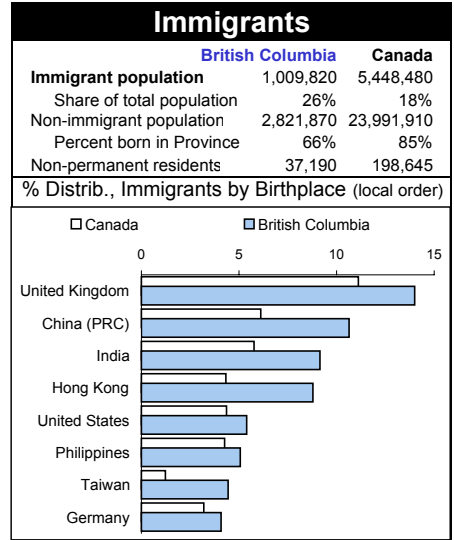 Immigrants
British Columbia Canada
Immigrant population 1,009,820 5,448,480
Share of total population 26% 18%
Non-immigrant population 2,821,870 23,991,910
Percent born in Province 66% 85%
Non-permanent residents 37,190 198,645
% Distrib., Immigrants by Birthplace (local order)
Canada British Columbia
0 5 10 15
United Kingdom
China (PRC)
India
Hong Kong
United States
Philippines
Taiwan
Germany